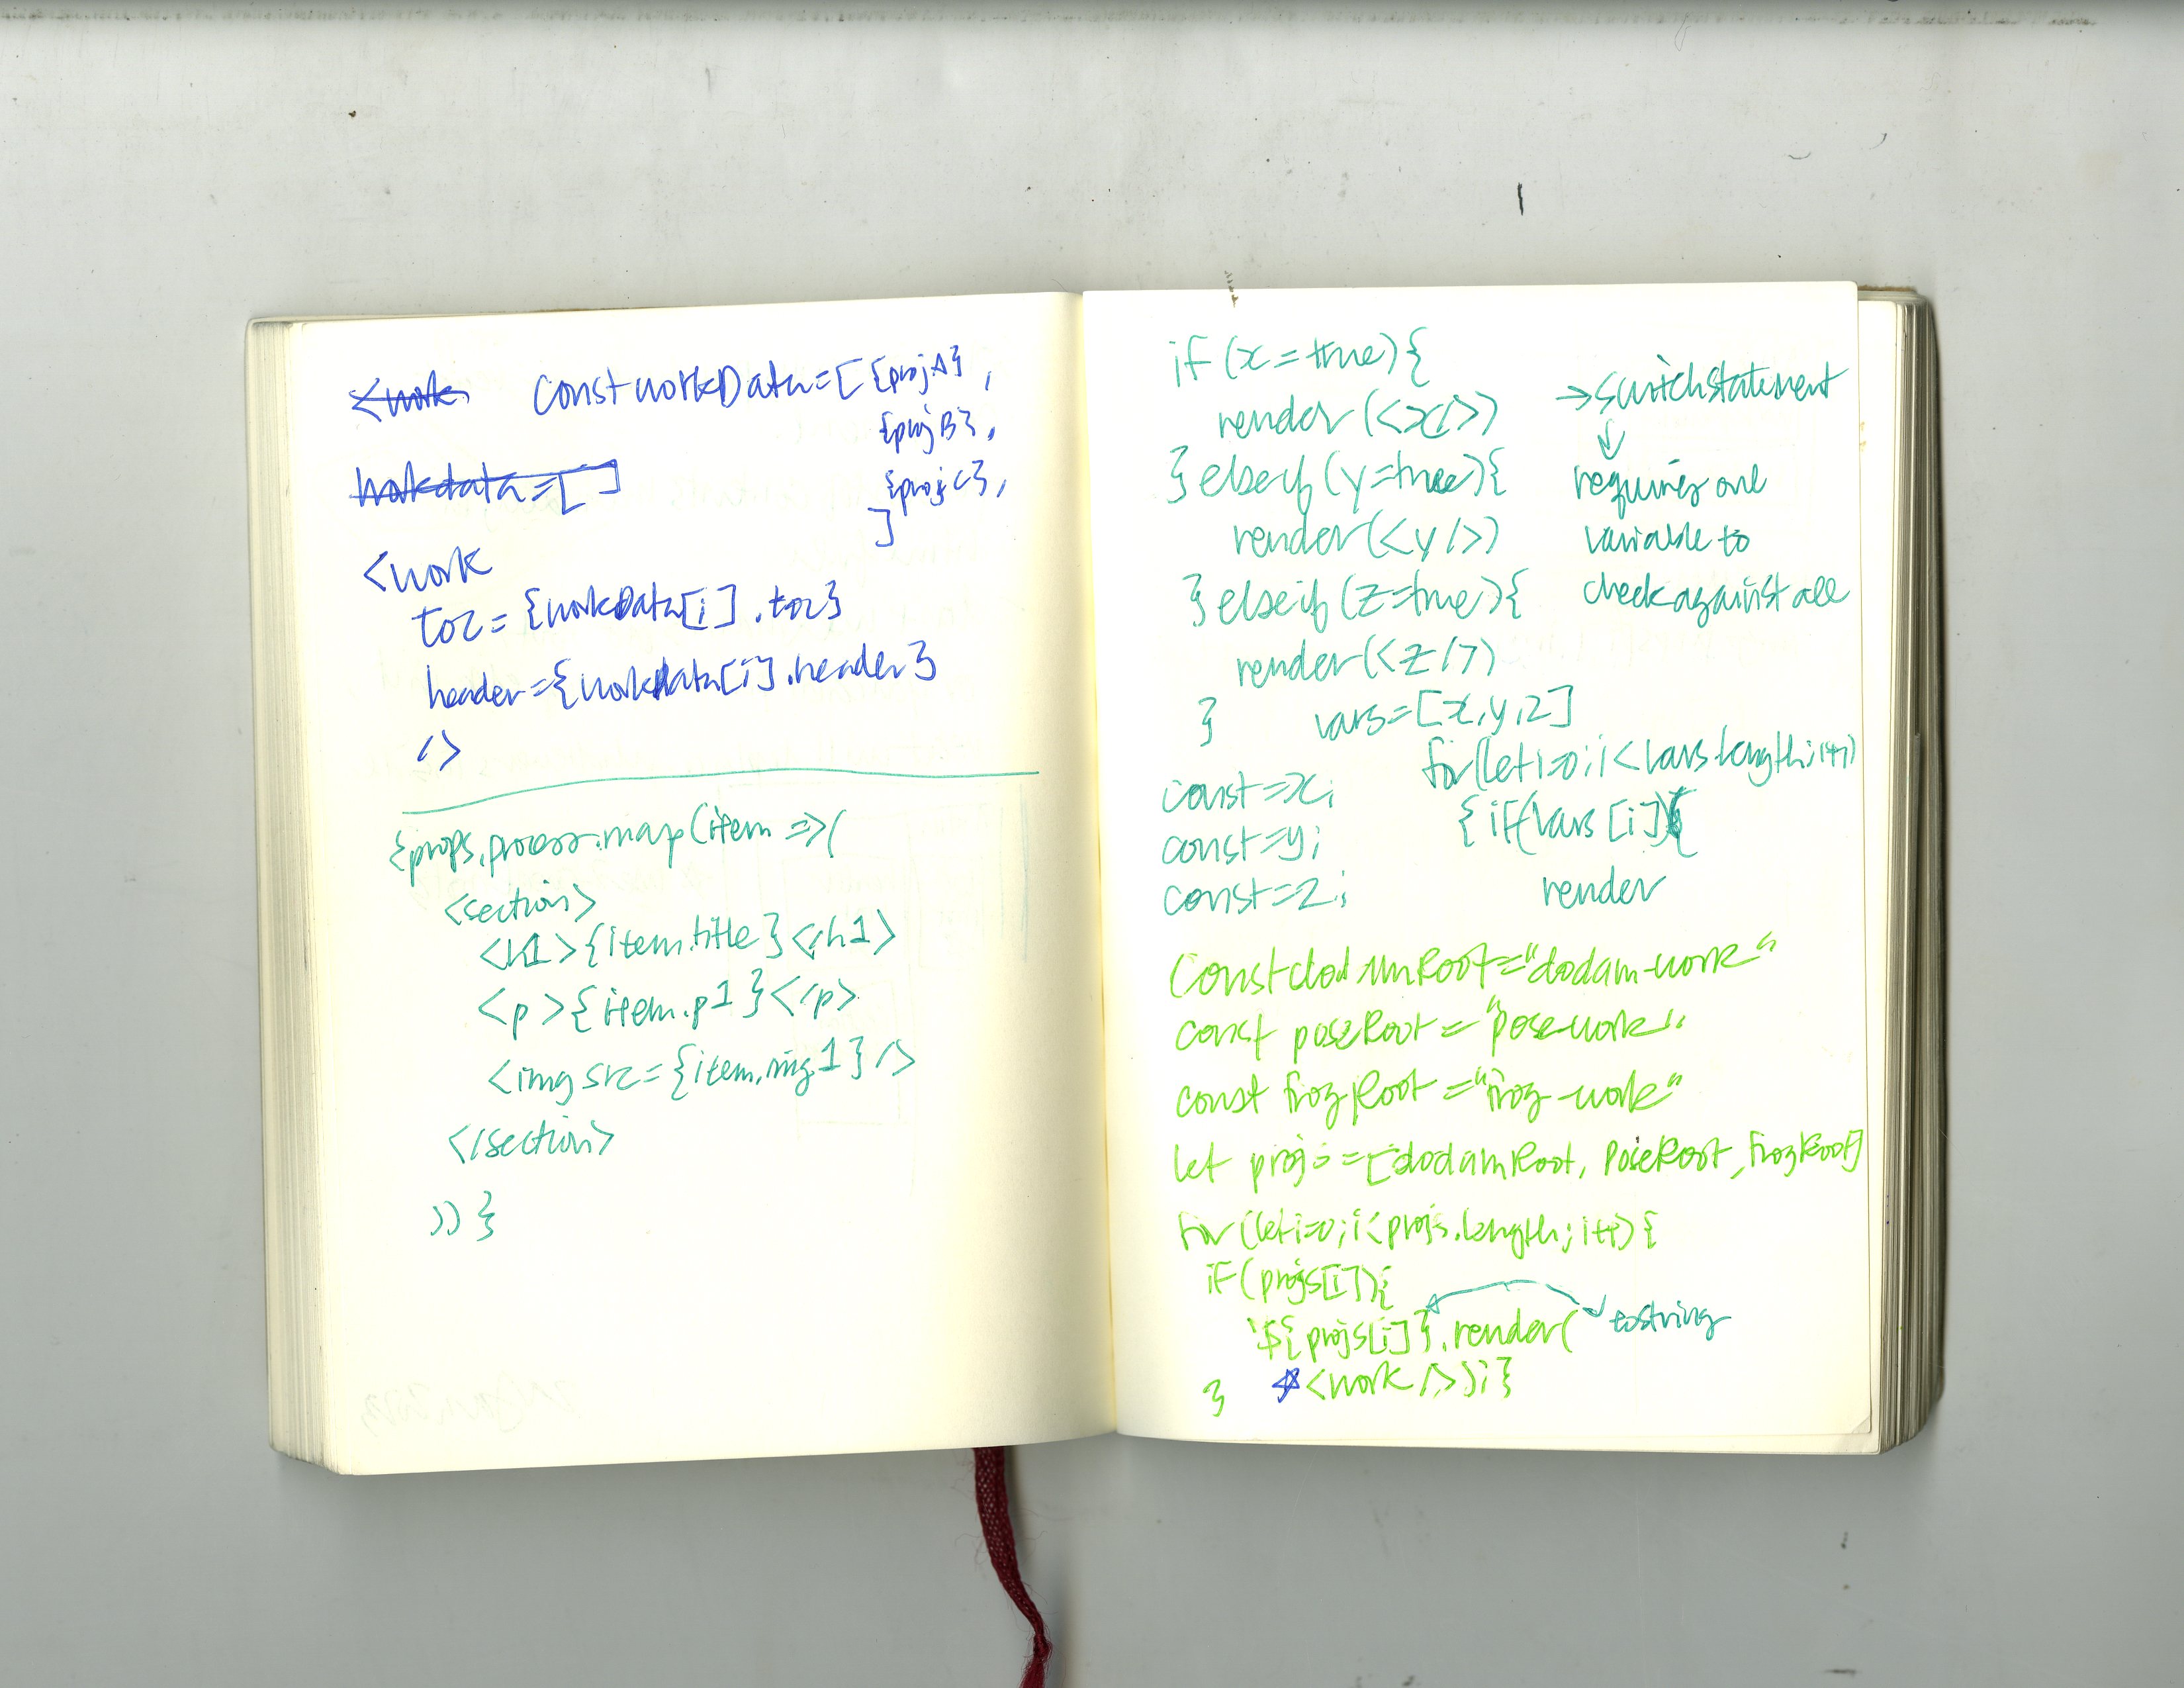 <work const workData=[{projA},
{projB},
workdata=[]
{projC},
]
<work
toc={workData[i].toc}
header={workData[i].header}
/>
{props.process.map(item=>(
<section>
<h1>{item.title}</h1>
<p>{item.p1}</p>
<img src={item.img1}/>
</section>
))}
if(x=true){
render(<x/>)
}elseif(y=true){
render(<y/>)
}elseif(z=true){
render(<z/>)
}
→switch statement
↓
requires one
variable to
check against all
vars=[x,y,z]
for(let i=0;i<vars.length;i++)
{if(vars[i]){
render
const=x;
const=y;
const=z;
const dodamRoot="dodam-work"
const poseRoot="pose-work"
const frogRoot="frog-work"
let projs=[dodamRoot, poseRoot, frogRoot]
for(let i=0;i<projs.length;i++){
if(projs[i]){
`${projs[i]}.render(
tostring
<work/>);}
}